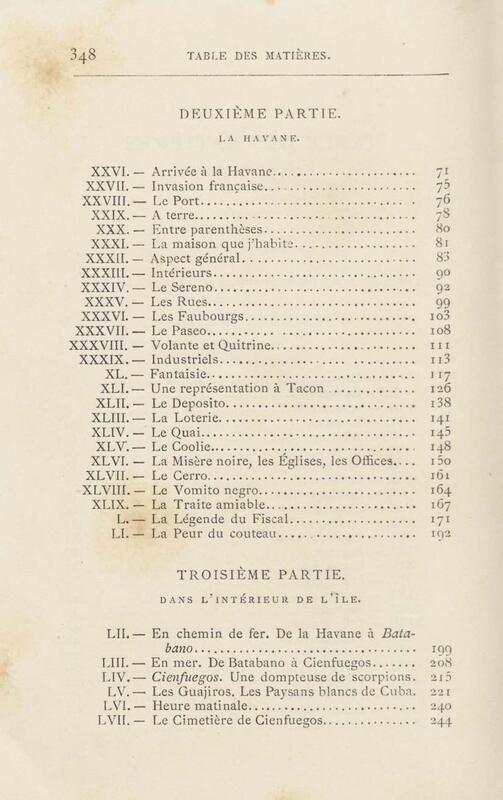 348 TABLE DES MATIÈRES.
DEUXIÈME PARTIE.
LA HAVANE.
XXVI. — Arrivée à la Havane........................ 71
XXVII. — Invasion française........................ 75
XXVIII. — Le Port........................ 76
XXIX. — A terre........................ 78
XXX. — Entre parenthèses........................ 80
XXXI. — La maison que j'habite........................ 81
XXXII. — Aspect général........................ 83
XXXIII. — Intérieurs........................ 90
XXXIV. — Le Sereno........................ 92
XXXV. — Les Rues........................ 99
XXXVI. — Les Faubourgs........................ 103
XXXVII. — Le Paseo........................ 108
XXXVIII. — Volante et Quitrine........................ 111
XXXIX. — Industriels........................ 113
XL. — Fantaisie........................ 117
XLI. — Une représentation à Tacon ............... 126
XLII. — Le Deposito........................ 138
XLIII. — La Loterie........................ 141
XLIV. — Le Quai........................ 145
XLV. — Le Coolie........................ 148
XLVI. — La Misère noire, les Églises, les Offices.... 150
XLVII. — Le Cerro........................ 161
XLVIII. — Le Vomito negro........................ 164
XLIX. — La Traite amiable........................ 167
L. — La Légende du Fiscal........................ 171
LI. — La Peur du couteau........................ 192
TROISIÈME PARTIE.
DANS L'INTÉRIEUR DE L'ÎLE.
LII. — En chemin de fer. De la Havane à Bata-
bano........................ 199
LIII. — En mer. De Batabano à Cienfuegos....... 208
LIV. — Cienfuegos. Une dompteuse de scorpions. 215
LV. — Les Guajiros. Les Paysans blancs de Cuba. 221
LVI. — Heure matinale........................ 240
LVII. — Le Cimetière de Cienfuegos............... 244